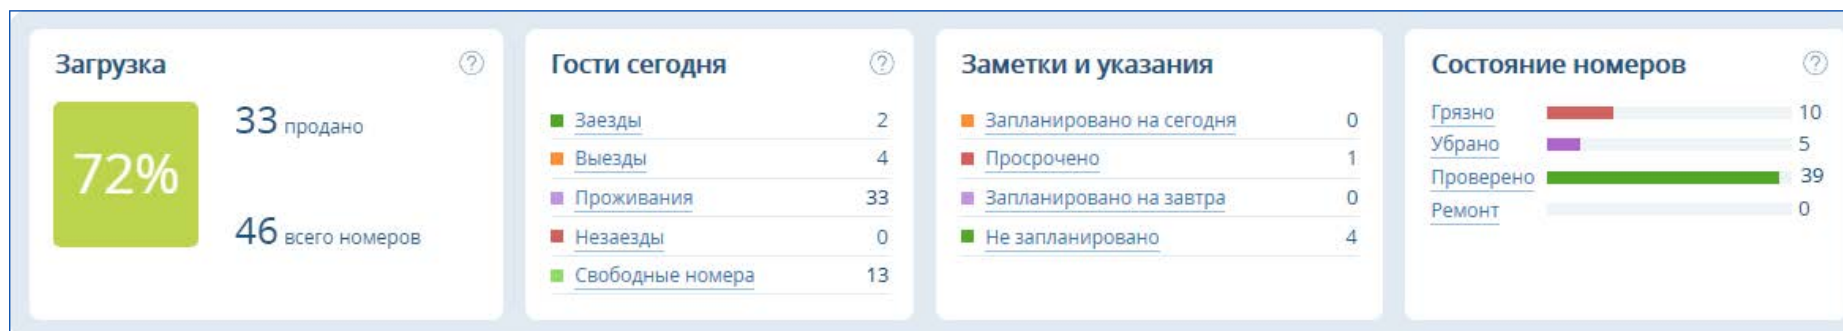 Загрузка
72%
33 продано
46 всего номеров
Гости сегодня
Заезды 2
Выезды 4
Проживания 33
Незаезды 0
Свободные номера 13
Заметки и указания
Запланировано на сегодня 0
Просрочено 1
Запланировано на завтра 0
Не запланировано 4
Состояние номеров
Грязно 10
Убрано 5
Проверено 39
Ремонт 0